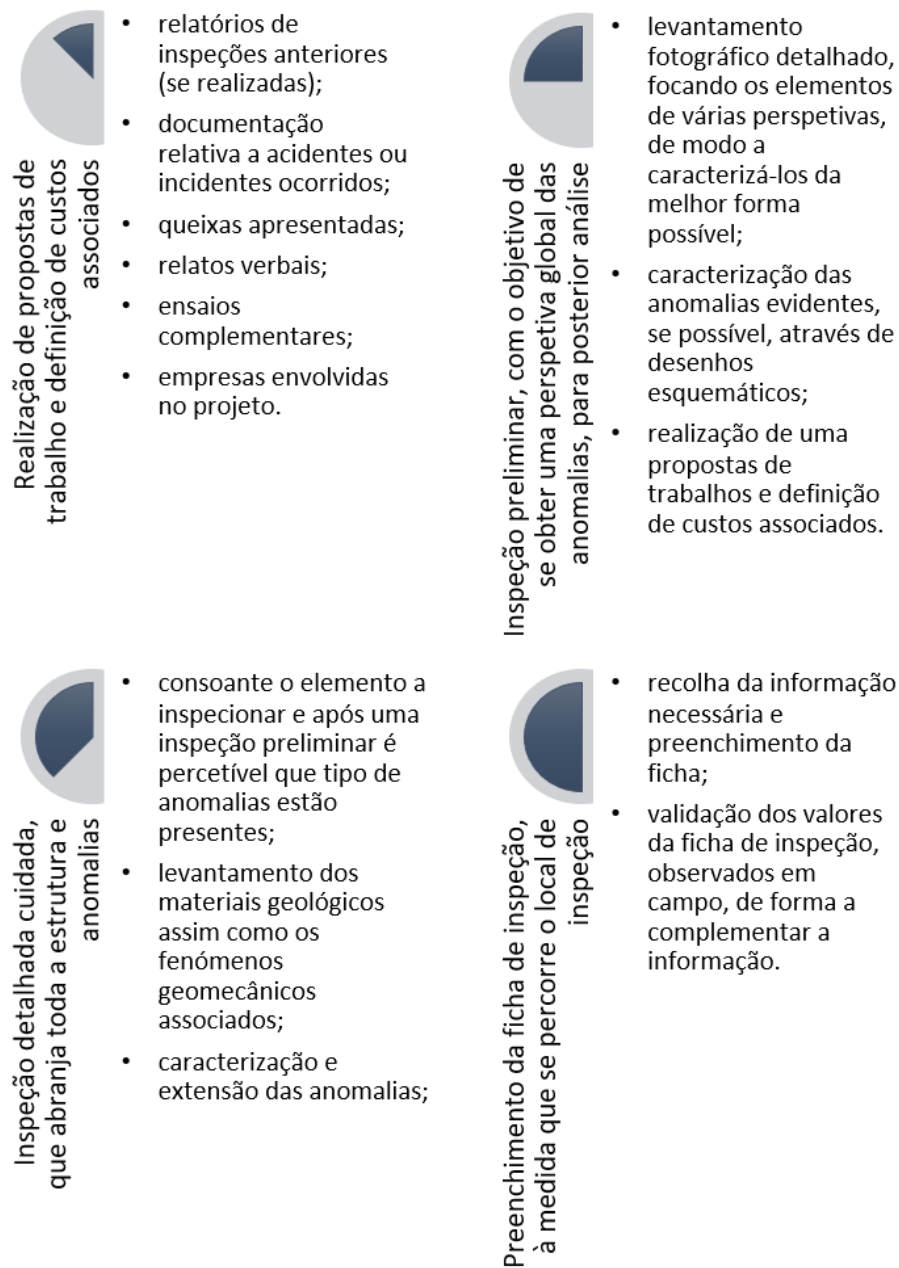 Realização de propostas de
trabalho e definição de custos
associados
• relatórios de
inspeções anteriores
(se realizadas);
• documentação
relativa a acidentes ou
incidentes ocorridos;
• queixas apresentadas;
• relatos verbais;
• ensaios
complementares;
• empresas envolvidas
no projeto.
Inspeção preliminar, com o objetivo de
se obter uma perspetiva global das
anomalias, para posterior análise
• levantamento
fotográfico detalhado,
focando os elementos
de várias perspetivas,
de modo a
caracterizá-los da
melhor forma
possível;
• caracterização das
anomalias evidentes,
se possível, através de
desenhos
esquemáticos;
• realização de uma
propostas de
trabalhos e definição
de custos associados.
Inspeção detalhada cuidada,
que abranja toda a estrutura e
anomalias
• consoante o elemento a
inspecionar e após uma
inspeção preliminar é
percetível que tipo de
anomalias estão
presentes;
• levantamento dos
materiais geológicos
assim como os
fenómenos
geomecânicos
associados;
• caracterização e
extensão das anomalias;
Preenchimento da ficha de inspeção,
à medida que se percorre o local de
inspeção
• recolha da informação
necessária e
preenchimento da
ficha;
• validação dos valores
da ficha de inspeção,
observados em
campo, de forma a
complementar a
informação.